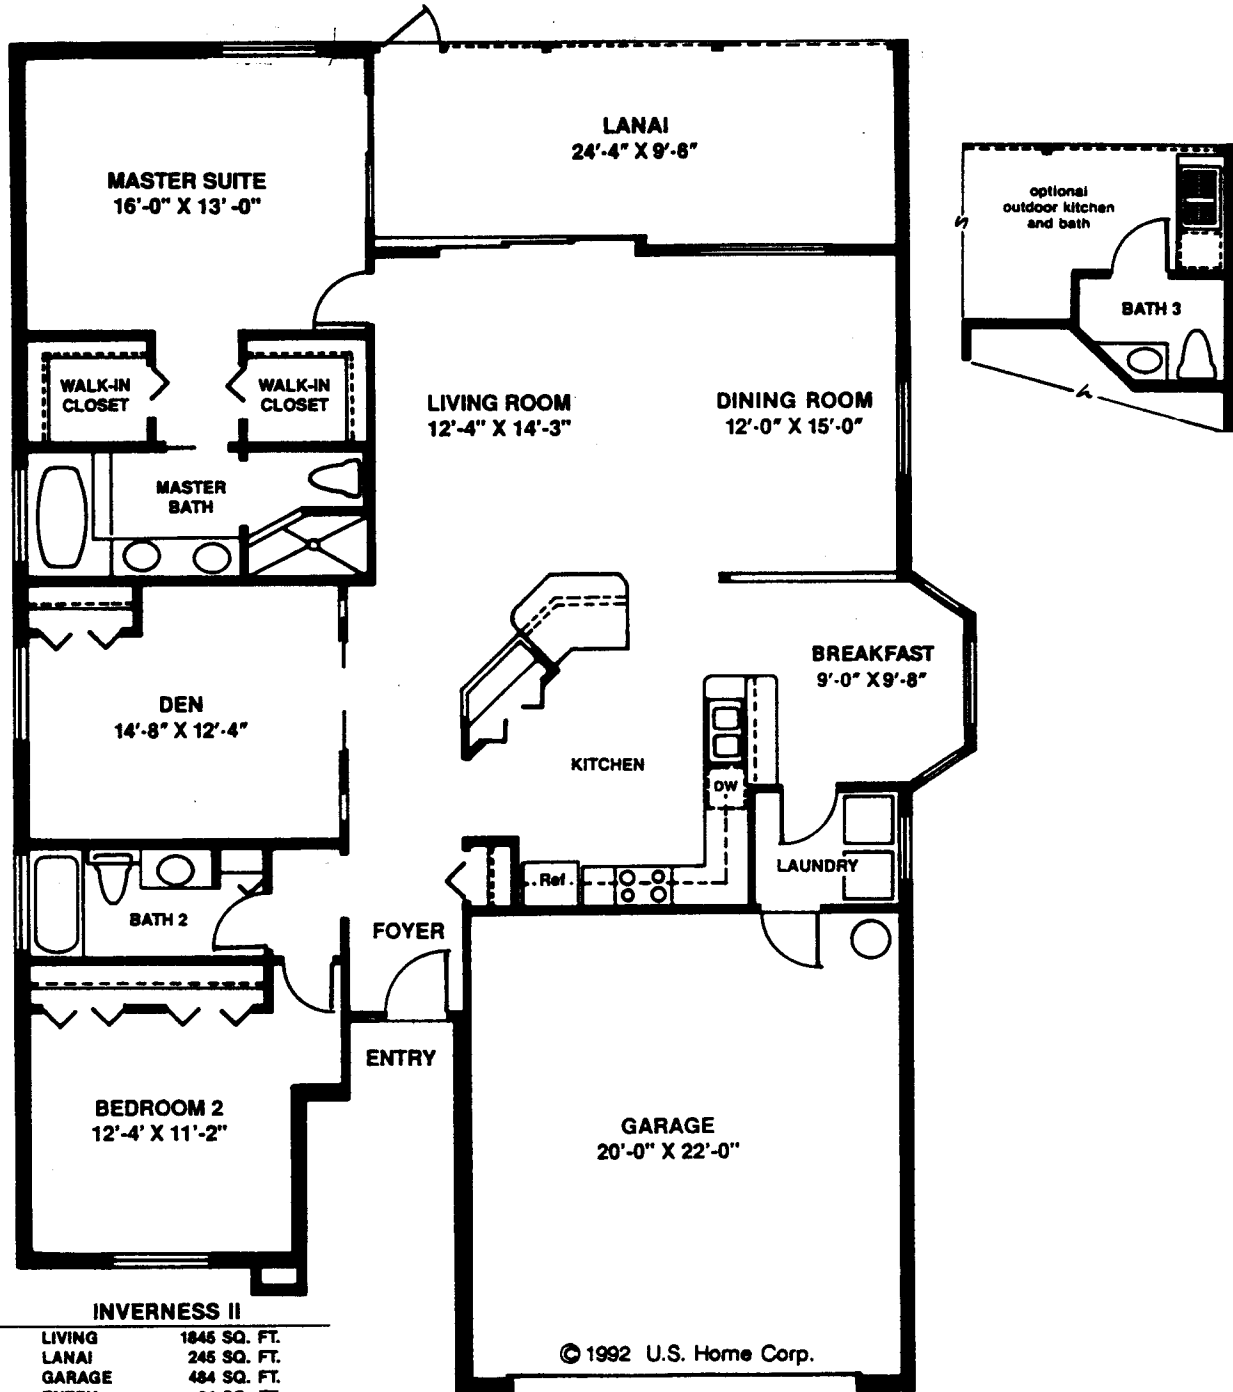 LANAI
24'-4" X 9'-6"
MASTER SUITE
16'-0" X 13'-0"
optional
outdoor kitchen
and bath
BATH 3
WALK-IN
CLOSET
WALK-IN
CLOSET
LIVING ROOM
12'-4" X 14'-3"
DINING ROOM
12'-0" X 15'-0"
MASTER
BATH
BREAKFAST
9'-0" X 9'-8"
DEN
14'-8" X 12'-4"
KITCHEN
DW
LAUNDRY
Ref
BATH 2
FOYER
ENTRY
BEDROOM 2
12'-4' X 11'-2"
GARAGE
20'-0" X 22'-0"
INVERNESS II
LIVING 1845 SQ. FT.
LANAI 245 SQ. FT.
GARAGE 484 SQ. FT.
© 1992 U.S. Home Corp.